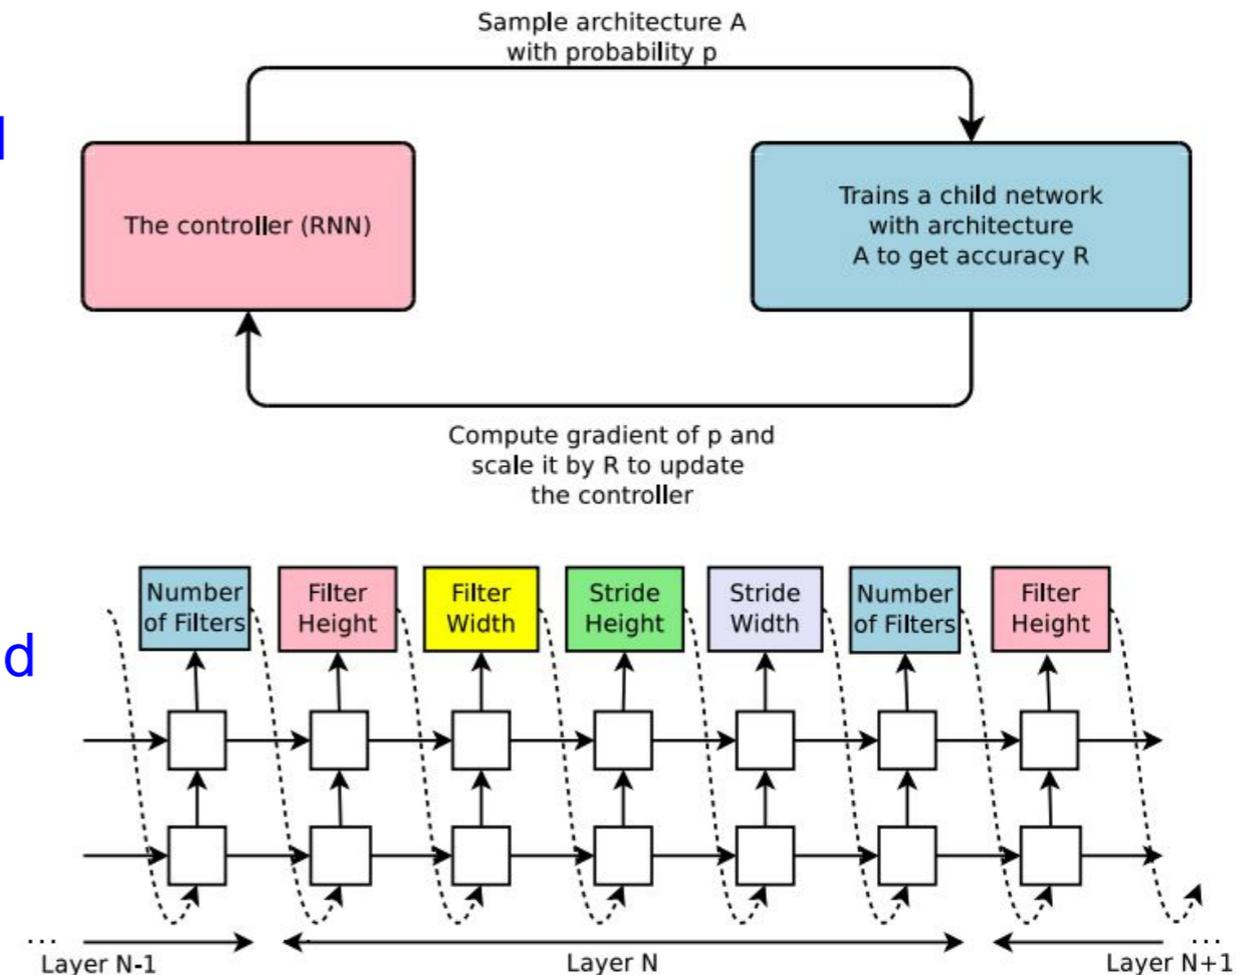 Sample architecture A
with probability p
d
The controller (RNN)
Trains a child network
with architecture
A to get accuracy R
Compute gradient of p and
scale it by R to update
the controller
Number
of Filters
Filter
Height
Filter
Width
Stride
Height
Stride
Width
Number
of Filters
Filter
Height
d
...
Layer N-1
Layer N
...
Layer N+1